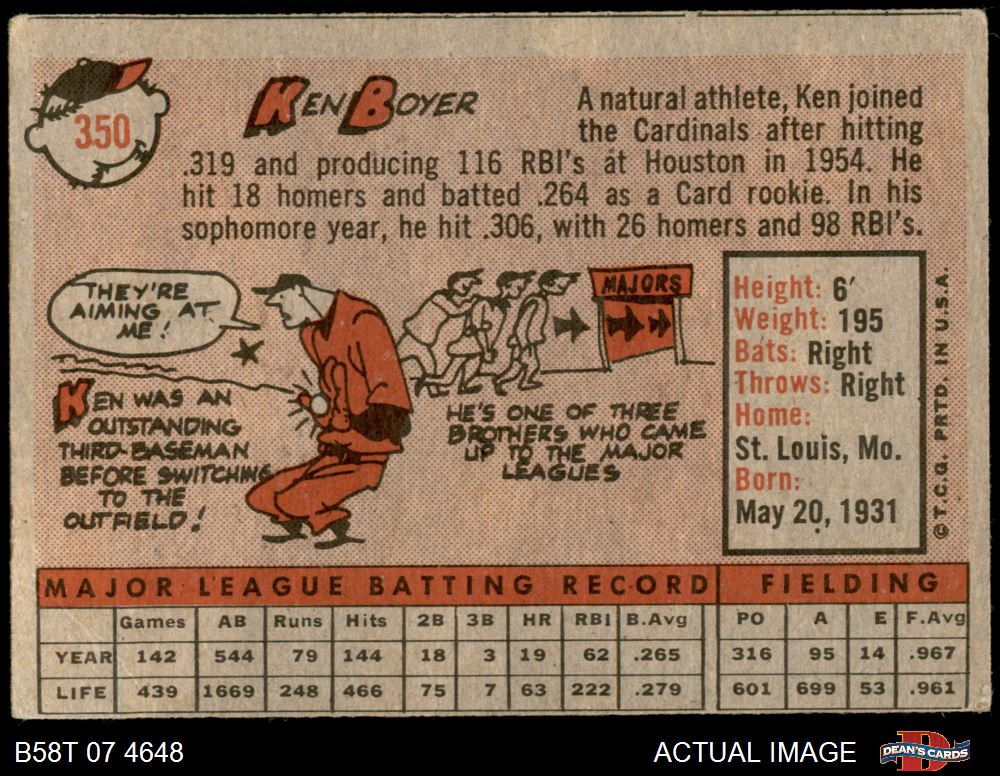 350
KEN BOYER
A natural athlete, Ken joined
the Cardinals after hitting
.319 and producing 116 RBI's at Houston in 1954. He
hit 18 homers and batted .264 as a Card rookie. In his
sophomore year, he hit .306, with 26 homers and 98 RBI's.
THEY'RE
AIMING AT
ME!
KEN WAS AN
OUTSTANDING
THIRD-BASEMAN
BEFORE SWITCHING
TO THE
OUTFIELD!
MAJORS
HE'S ONE OF THREE
BROTHERS WHO CAME
UP TO THE MAJOR
LEAGUES
Height: 6'
Weight: 195
Bats: Right
Throws: Right
Home:
St. Louis, Mo.
Born:
May 20, 1931
© T.C.G. PRTD. IN U.S.A.
MAJOR LEAGUE BATTING RECORD FIELDING
Games AB Runs Hits 2B 3B HR RBI B.Avg PO A E F.Avg
YEAR 142 544 79 144 18 3 19 62 .265 316 95 14 .967
LIFE 439 1669 248 466 75 7 63 222 .279 601 699 53 .961
B58T 07 4648 ACTUAL IMAGE DEAN'S CARDS